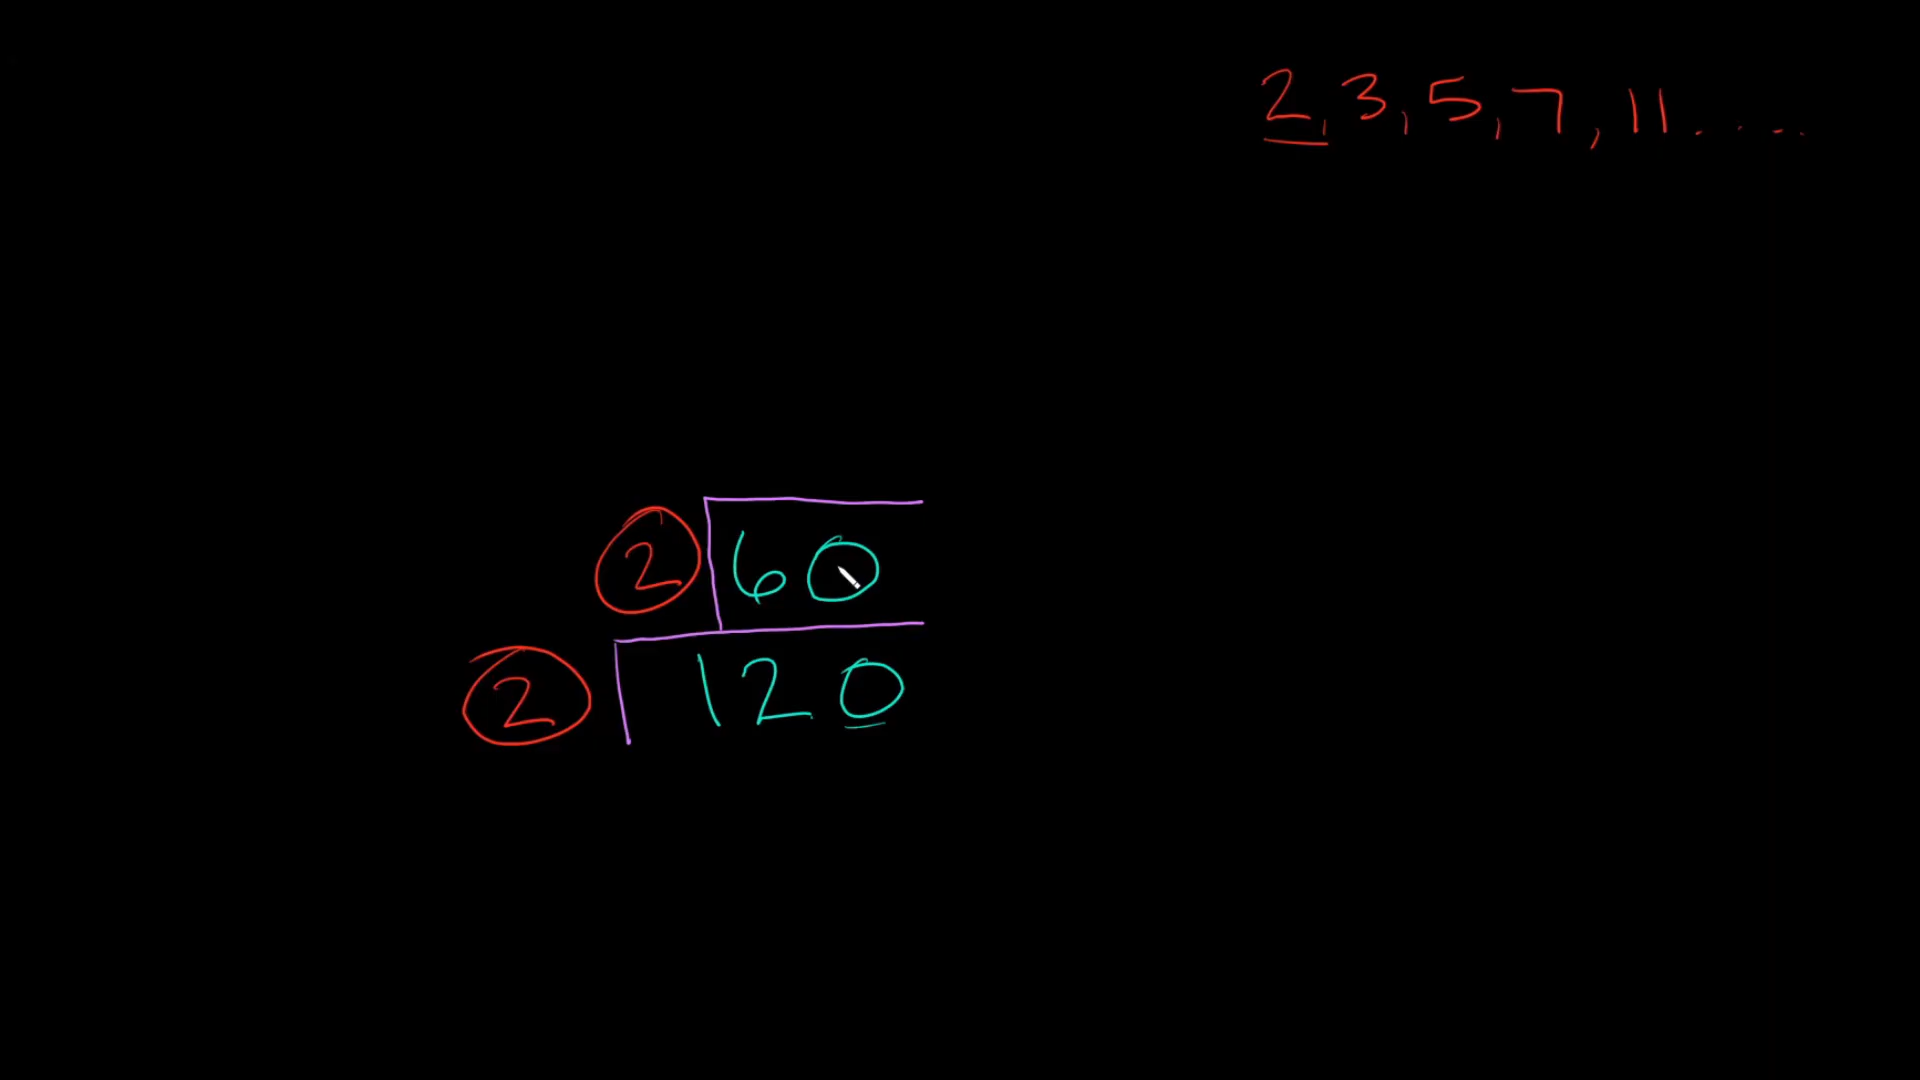 2, 3, 5, 7, 11.....
2 60
2 120